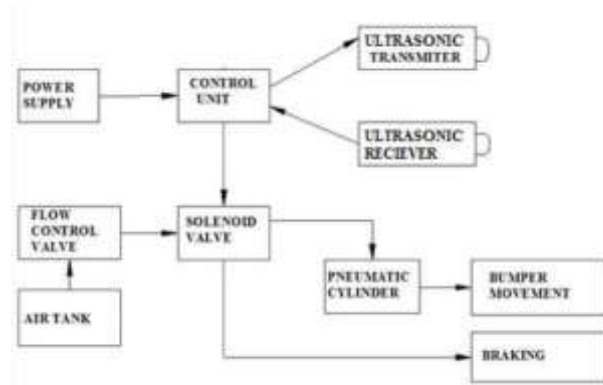 ULTRASONIC
TRANSMITER
POWER
SUPPLY
CONTROL
UNIT
ULTRASONIC
RECIEVER
FLOW
CONTROL
VALVE
SOLENOID
VALVE
PNEUMATIC
CYLINDER
BUMPER
MOVEMENT
AIR TANK
BRAKING